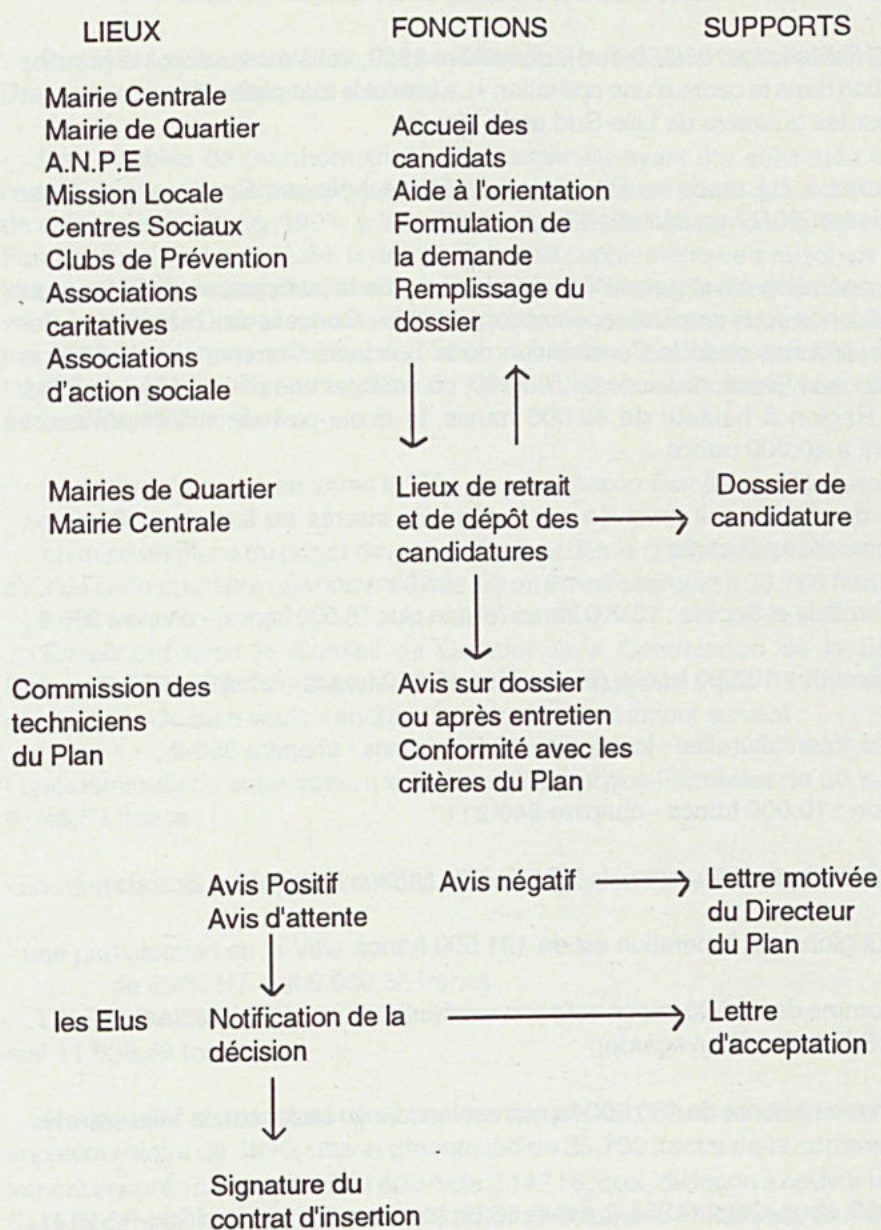 LIEUX FONCTIONS SUPPORTS
Mairie Centrale
Mairie de Quartier
A.N.P.E
Mission Locale
Centres Sociaux
Clubs de Prévention
Associations
caritatives
Associations
d'action sociale
Accueil des
candidats
Aide à l'orientation
Formulation de
la demande
Remplissage du
dossier
Mairies de Quartier
Mairie Centrale
Lieux de retrait
et de dépôt des
candidatures
Dossier de
candidature
Commission des
techniciens
du Plan
Avis sur dossier
ou après entretien
Conformité avec les
critères du Plan
Avis Positif
Avis d'attente
Avis négatif
Lettre motivée
du Directeur
du Plan
les Elus
Notification de la
décision
Lettre
d'acceptation
Signature du
contrat d'insertion